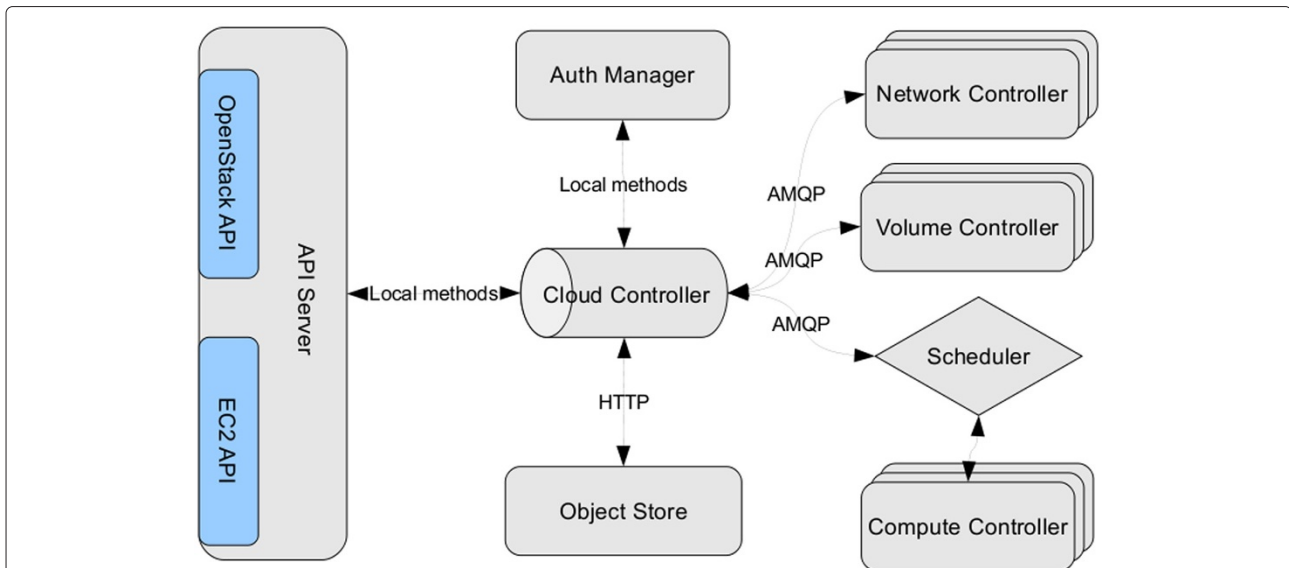 OpenStack API
EC2 API
API Server
Auth Manager
Local methods
Local methods
Cloud Controller
HTTP
Object Store
AMQP
AMQP
AMQP
Network Controller
Volume Controller
Scheduler
Compute Controller